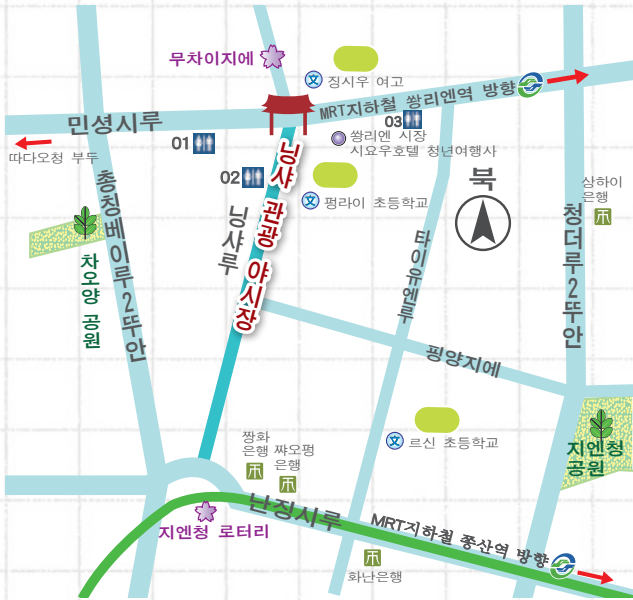 무차이지에
징시우 여고
MRT지하철 쌍리엔역 방향
민셩시루
03
01
쌍리엔 시장
시요우호텔 청년여행사
따다오청 부두
02
닝샤 관광 야시장
펑라이 초등학교
북
상하이
은행
총칭베이루2뚜안
닝샤루
청더루2뚜안
타이유엔루
차오양 공원
핑양지에
르신 초등학교
지엔청
공원
짱화
은행
쨔오펑
은행
난징시루
지엔청 로터리
MRT지하철 쭝산역 방향
화난은행